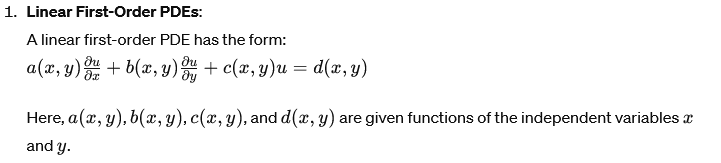 1. Linear First-Order PDEs:
A linear first-order PDE has the form:
a(x, y) ∂u/∂x + b(x, y) ∂u/∂y + c(x, y)u = d(x, y)
Here, a(x, y), b(x, y), c(x, y), and d(x, y) are given functions of the independent variables x
and y.